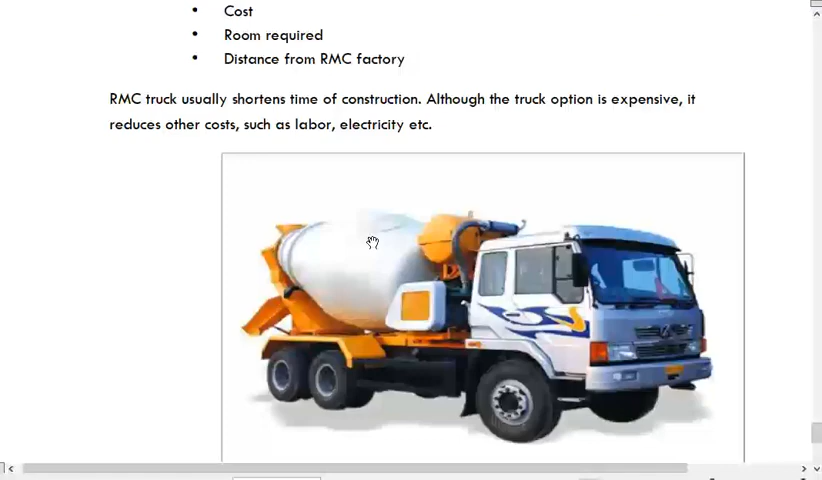 • Cost
• Room required
• Distance from RMC factory
RMC truck usually shortens time of construction. Although the truck option is expensive, it
reduces other costs, such as labor, electricity etc.